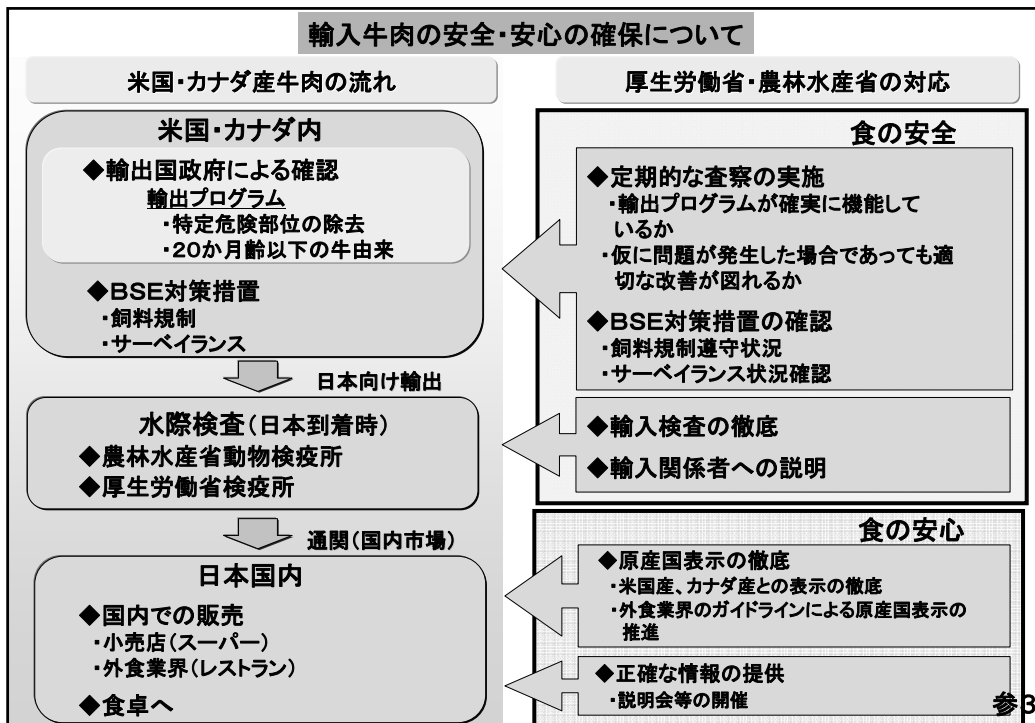 輸入牛肉の安全・安心の確保について
米国・カナダ産牛肉の流れ
米国・カナダ内
◆輸出国政府による確認
輸出プログラム
・特定危険部位の除去
・20か月齢以下の牛由来
◆BSE対策措置
・飼料規制
・サーベイランス
日本向け輸出
水際検査(日本到着時)
◆農林水産省動物検疫所
◆厚生労働省検疫所
通関(国内市場)
日本国内
◆国内での販売
・小売店(スーパー)
・外食業界(レストラン)
◆食卓へ
厚生労働省・農林水産省の対応
食の安全
◆定期的な査察の実施
・輸出プログラムが確実に機能して
いるか
・仮に問題が発生した場合であっても適
切な改善が図れるか
◆BSE対策措置の確認
・飼料規制遵守状況
・サーベイランス状況確認
◆輸入検査の徹底
◆輸入関係者への説明
食の安心
◆原産国表示の徹底
・米国産、カナダ産との表示の徹底
・外食業界のガイドラインによる原産国表示の
推進
◆正確な情報の提供
・説明会等の開催
参3